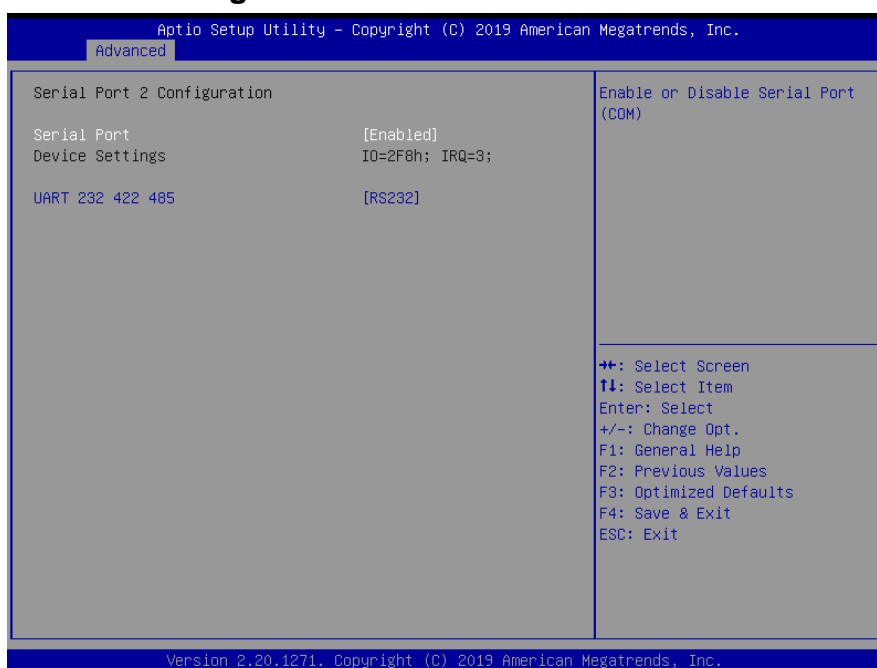 Aptio Setup Utility – Copyright (C) 2019 American Megatrends, Inc.
Advanced
Serial Port 2 Configuration
Serial Port [Enabled]
Device Settings IO=2F8h; IRQ=3;
UART 232 422 485 [RS232]
Enable or Disable Serial Port
(COM)
→←: Select Screen
↑↓: Select Item
Enter: Select
+/-: Change Opt.
F1: General Help
F2: Previous Values
F3: Optimized Defaults
F4: Save & Exit
ESC: Exit
Version 2.20.1271. Copyright (C) 2019 American Megatrends, Inc.